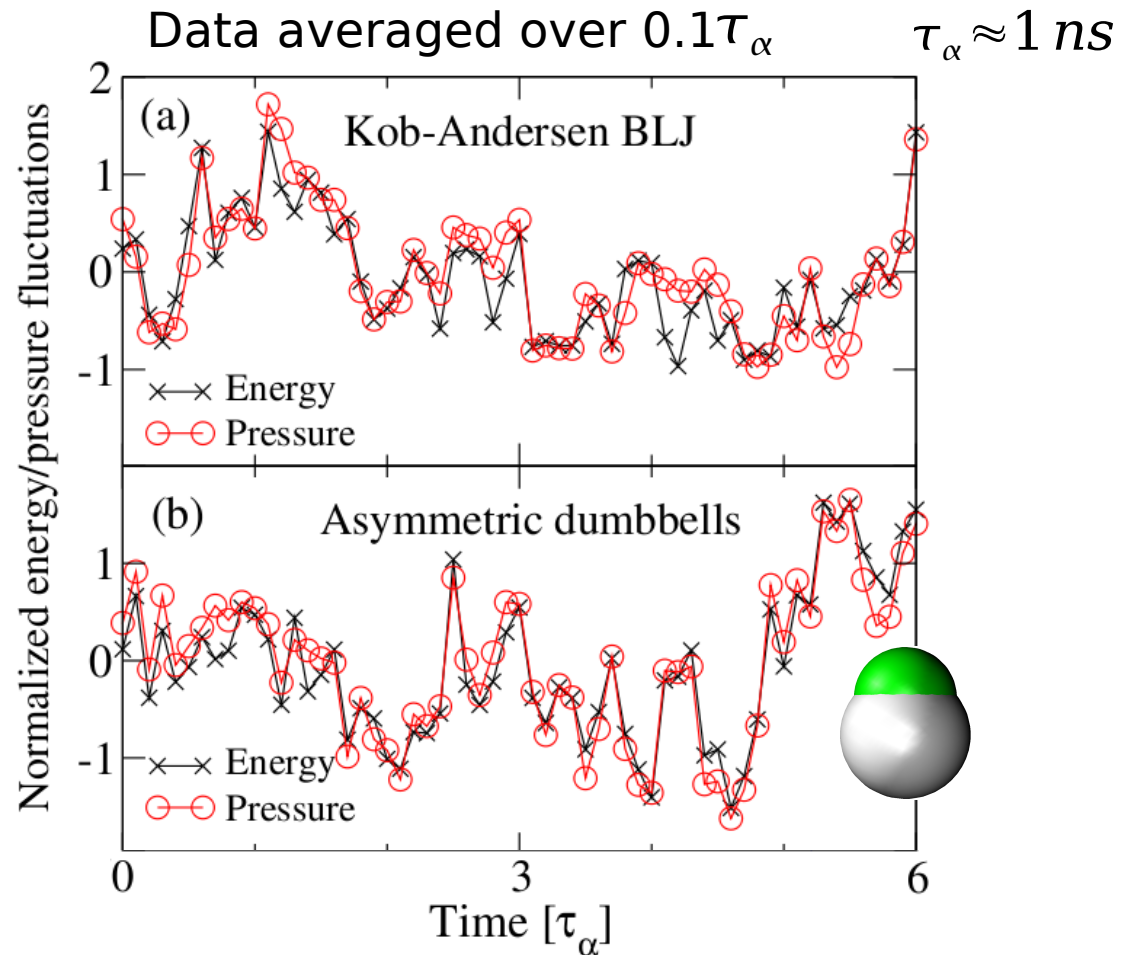 Data averaged over 0.1τα
τα≈1 ns
Normalized energy/pressure fluctuations
2
1
0
-1
(a)
Kob-Andersen BLJ
Energy
Pressure
1
0
-1
(b)
Asymmetric dumbbells
Energy
Pressure
0 3 6
Time [τα]